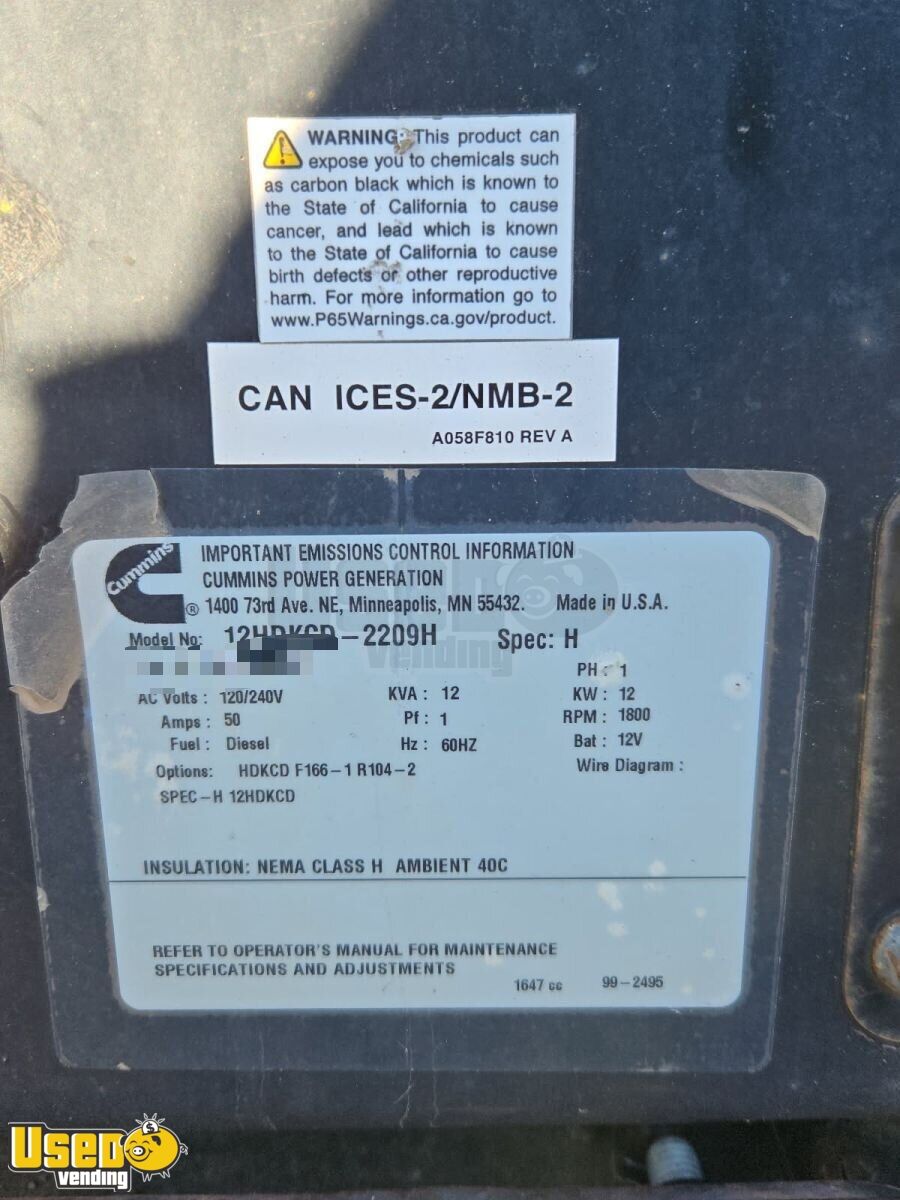 WARNING: This product can
expose you to chemicals such
as carbon black which is known to
the State of California to cause
cancer, and lead which is known
to the State of California to cause
birth defects or other reproductive
harm. For more information go to
www.P65Warnings.ca.gov/product.
CAN ICES-2/NMB-2
A058F810 REV A
Cummins
IMPORTANT EMISSIONS CONTROL INFORMATION
CUMMINS POWER GENERATION
® 1400 73rd Ave. NE, Minneapolis, MN 55432. Made in U.S.A.
Model No: 12HDKCD-2209H Spec: H
PH : 1
AC Volts : 120/240V KVA : 12 KW : 12
Amps : 50 Pf : 1 RPM : 1800
Fuel : Diesel Hz : 60HZ Bat : 12V
Options: HDKCD F166-1 R104-2 Wire Diagram :
SPEC-H 12HDKCD
INSULATION: NEMA CLASS H AMBIENT 40C
REFER TO OPERATOR'S MANUAL FOR MAINTENANCE
SPECIFICATIONS AND ADJUSTMENTS
1647 cc 99-2495
USED vending
USED vending